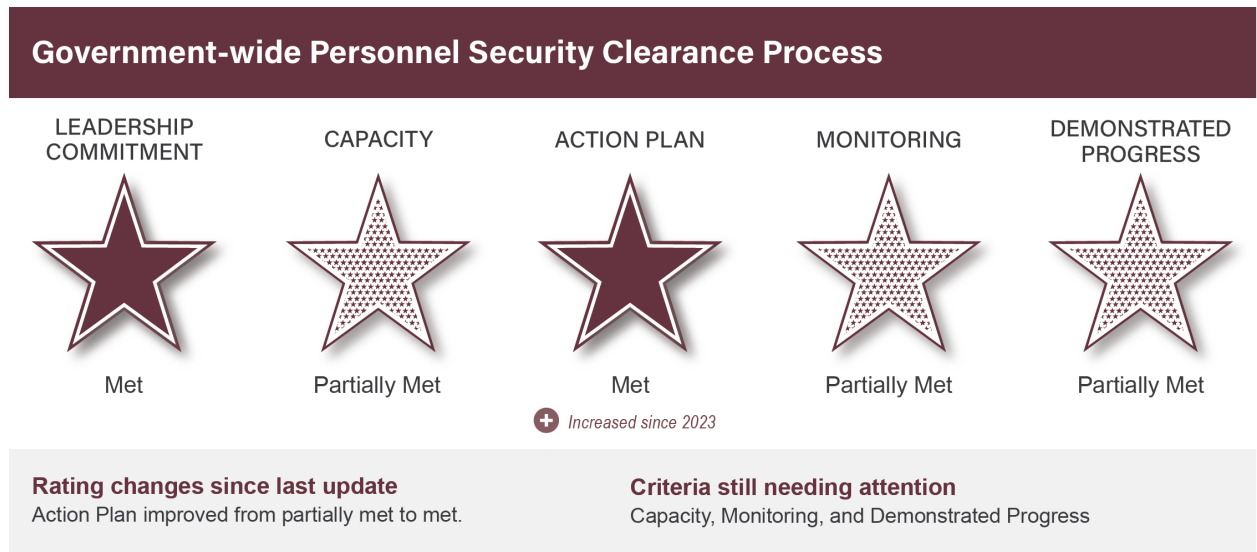 Government-wide Personnel Security Clearance Process
LEADERSHIP
COMMITMENT
CAPACITY
ACTION PLAN
MONITORING
DEMONSTRATED
PROGRESS
Met
Partially Met
Met
Partially Met
Partially Met
Increased since 2023
Rating changes since last update
Action Plan improved from partially met to met.
Criteria still needing attention
Capacity, Monitoring, and Demonstrated Progress